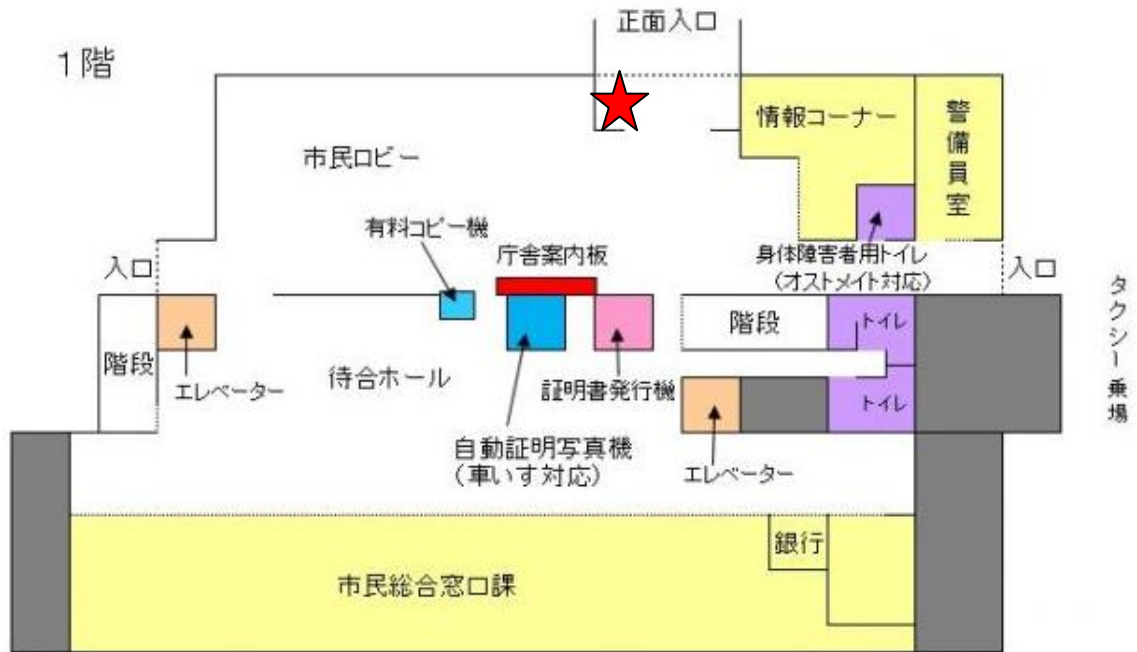 正面入口
1階
情報コーナー
警備員室
市民ロビー
有料コピー機
庁舎案内板
身体障害者用トイレ
(オストメイト対応)
入口
入口
タクシー乗場
階段
エレベーター
待合ホール
証明書発行機
階段
トイレ
トイレ
自動証明写真機
(車いす対応)
エレベーター
銀行
市民総合窓口課